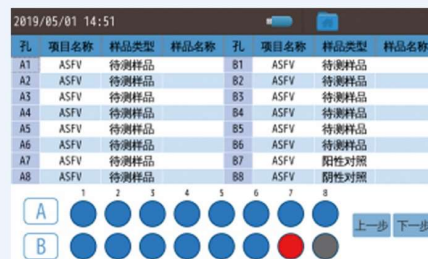 2019/05/01 14:51
孔 项目名称 样品类型 样品名称 孔 项目名称 样品类型 样品名称
A1 ASFV 待测样品 B1 ASFV 待测样品
A2 ASFV 待测样品 B2 ASFV 待测样品
A3 ASFV 待测样品 B3 ASFV 待测样品
A4 ASFV 待测样品 B4 ASFV 待测样品
A5 ASFV 待测样品 B5 ASFV 待测样品
A6 ASFV 待测样品 B6 ASFV 待测样品
A7 ASFV 待测样品 B7 ASFV 阳性对照
A8 ASFV 待测样品 B8 ASFV 阴性对照
1 2 3 4 5 6 7 8
A
上一步 下一步
B